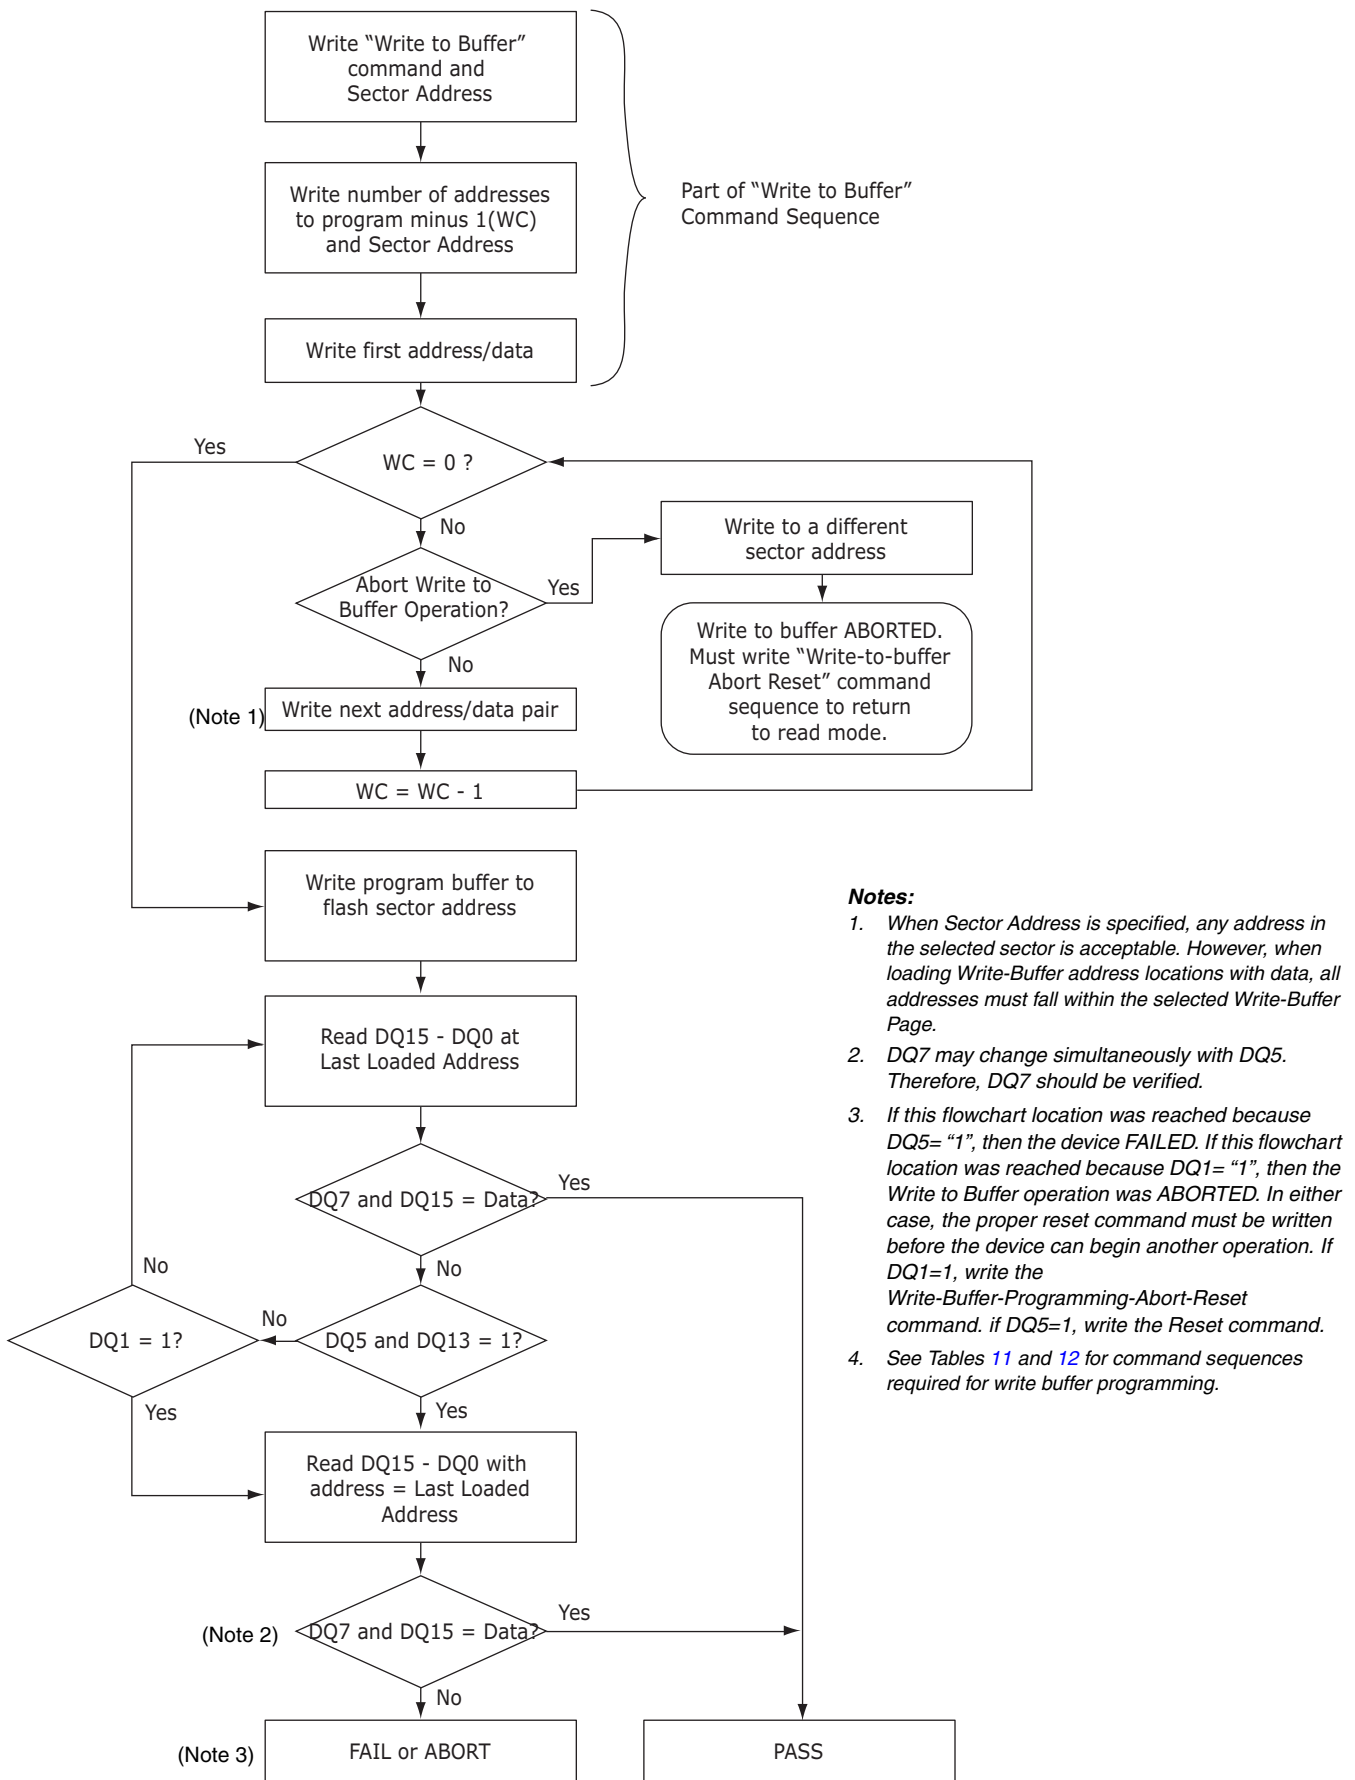 Write “Write to Buffer”
command and
Sector Address
Write number of addresses
to program minus 1(WC)
and Sector Address
Part of “Write to Buffer”
Command Sequence
Write first address/data
Yes
WC = 0 ?
No
Write to a different
sector address
Abort Write to
Buffer Operation?
Yes
Write to buffer ABORTED.
Must write “Write-to-buffer
Abort Reset” command
sequence to return
to read mode.
No
(Note 1)
Write next address/data pair
WC = WC - 1
Write program buffer to
flash sector address
Read DQ15 - DQ0 at
Last Loaded Address
DQ7 and DQ15 = Data?
Yes
No
No
DQ1 = 1?
No
DQ5 and DQ13 = 1?
Yes
Yes
Read DQ15 - DQ0 with
address = Last Loaded
Address
(Note 2)
DQ7 and DQ15 = Data?
Yes
No
(Note 3)
FAIL or ABORT
PASS
Notes:
1. When Sector Address is specified, any address in
the selected sector is acceptable. However, when
loading Write-Buffer address locations with data, all
addresses must fall within the selected Write-Buffer
Page.
2. DQ7 may change simultaneously with DQ5.
Therefore, DQ7 should be verified.
3. If this flowchart location was reached because
DQ5= “1”, then the device FAILED. If this flowchart
location was reached because DQ1= “1”, then the
Write to Buffer operation was ABORTED. In either
case, the proper reset command must be written
before the device can begin another operation. If
DQ1=1, write the
Write-Buffer-Programming-Abort-Reset
command. if DQ5=1, write the Reset command.
4. See Tables 11 and 12 for command sequences
required for write buffer programming.